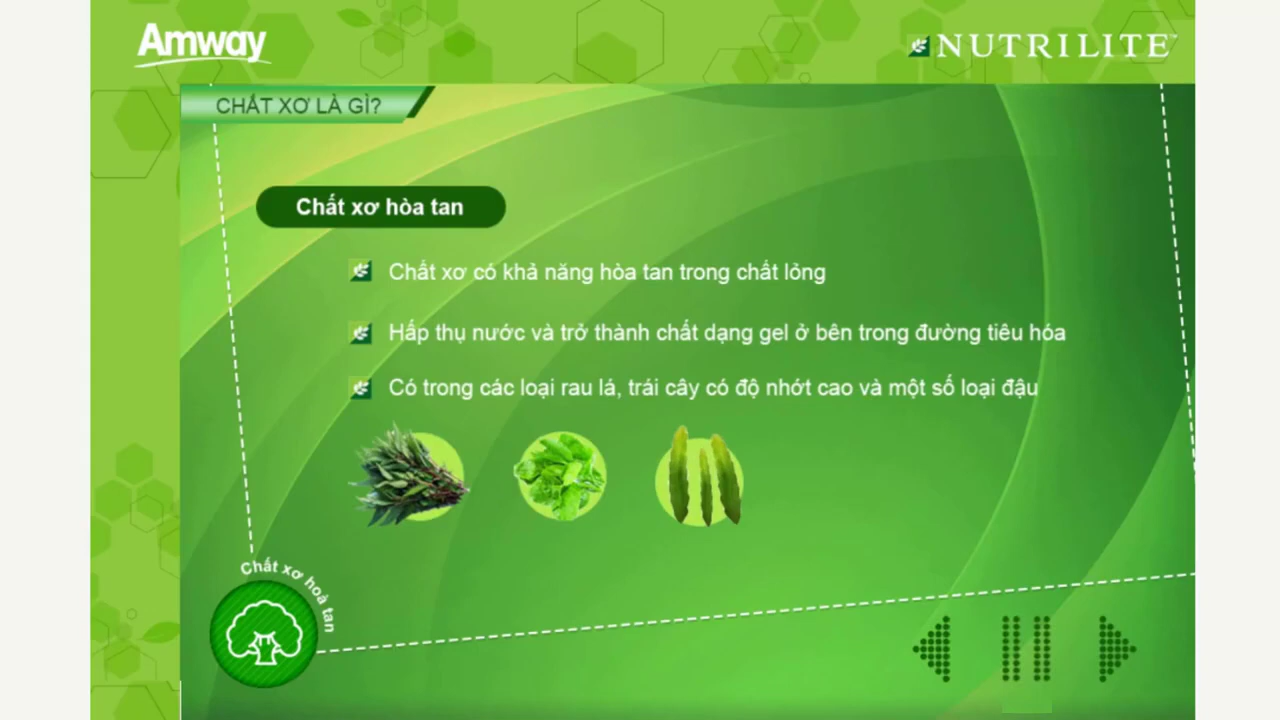 Amway
NUTRILITE™
CHẤT XƠ LÀ GÌ?
Chất xơ hòa tan
Chất xơ có khả năng hòa tan trong chất lỏng
Hấp thụ nước và trở thành chất dạng gel ở bên trong đường tiêu hóa
Có trong các loại rau lá, trái cây có độ nhớt cao và một số loại đậu
Chất xơ hoà tan